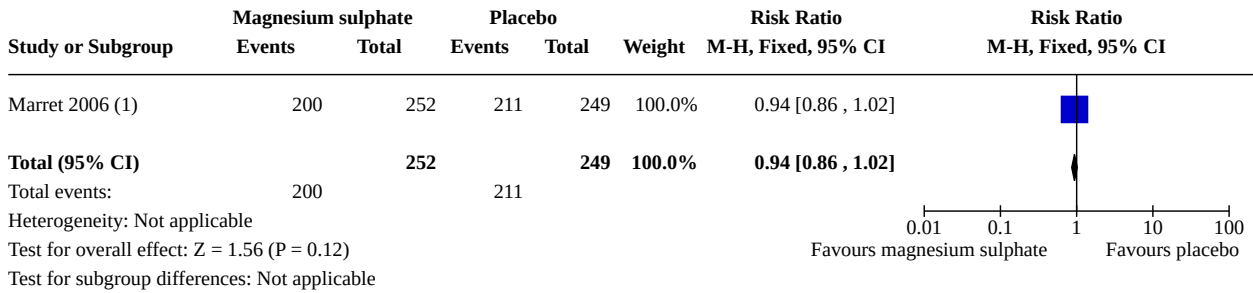 Magnesium sulphate Placebo Risk Ratio Risk Ratio
Study or Subgroup Events Total Events Total Weight M-H, Fixed, 95% CI M-H, Fixed, 95% CI
Marret 2006 (1) 200 252 211 249 100.0% 0.94 [0.86 , 1.02]
Total (95% CI) 252 249 100.0% 0.94 [0.86 , 1.02]
Total events: 200 211
Heterogeneity: Not applicable
0.01 0.1 1 10 100
Test for overall effect: Z = 1.56 (P = 0.12) Favours magnesium sulphate Favours placebo
Test for subgroup differences: Not applicable